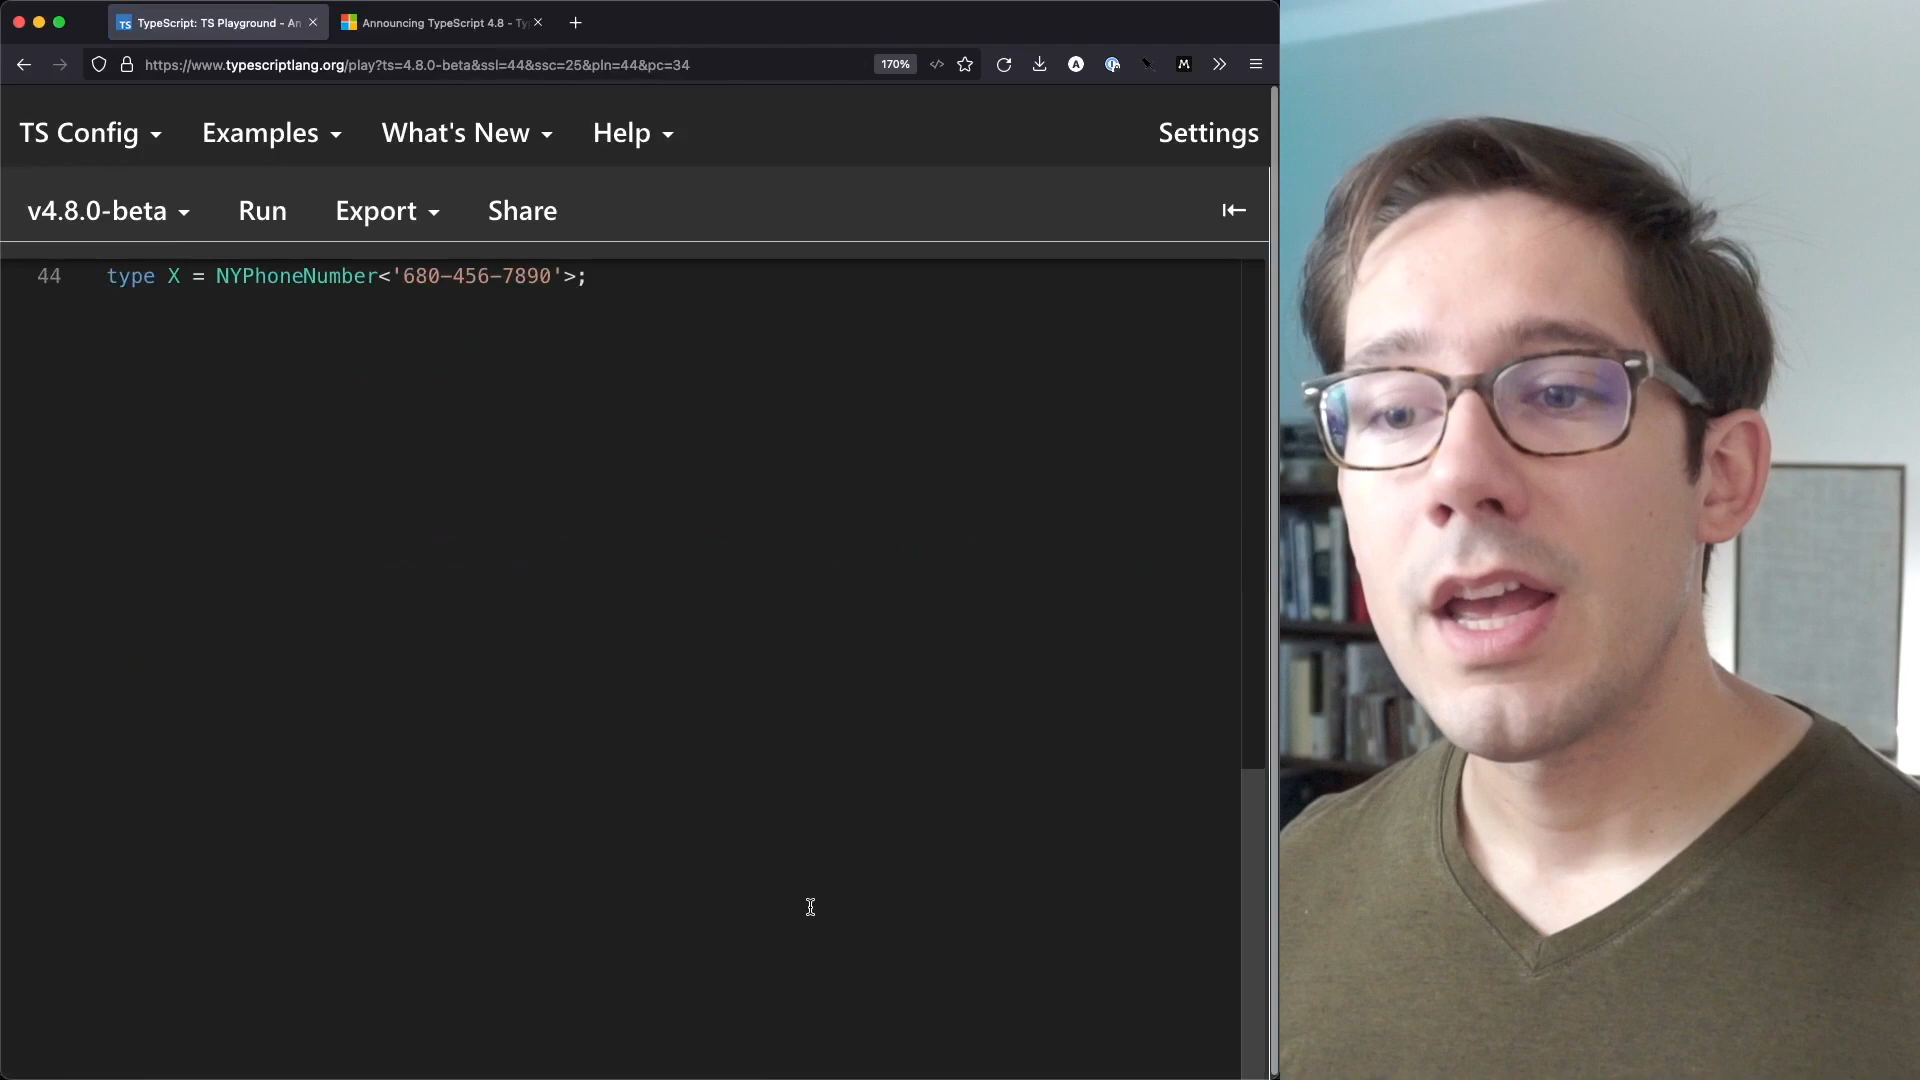 TS TypeScript: TS Playground - An
Announcing TypeScript 4.8 - Ty
https://www.typescriptlang.org/play?ts=4.8.0-beta&ssl=44&ssc=25&pln=44&pc=34
170%
A
M
TS Config
Examples
What's New
Help
Settings
v4.8.0-beta
Run
Export
Share
44 type X = NYPhoneNumber<'680-456-7890'>;